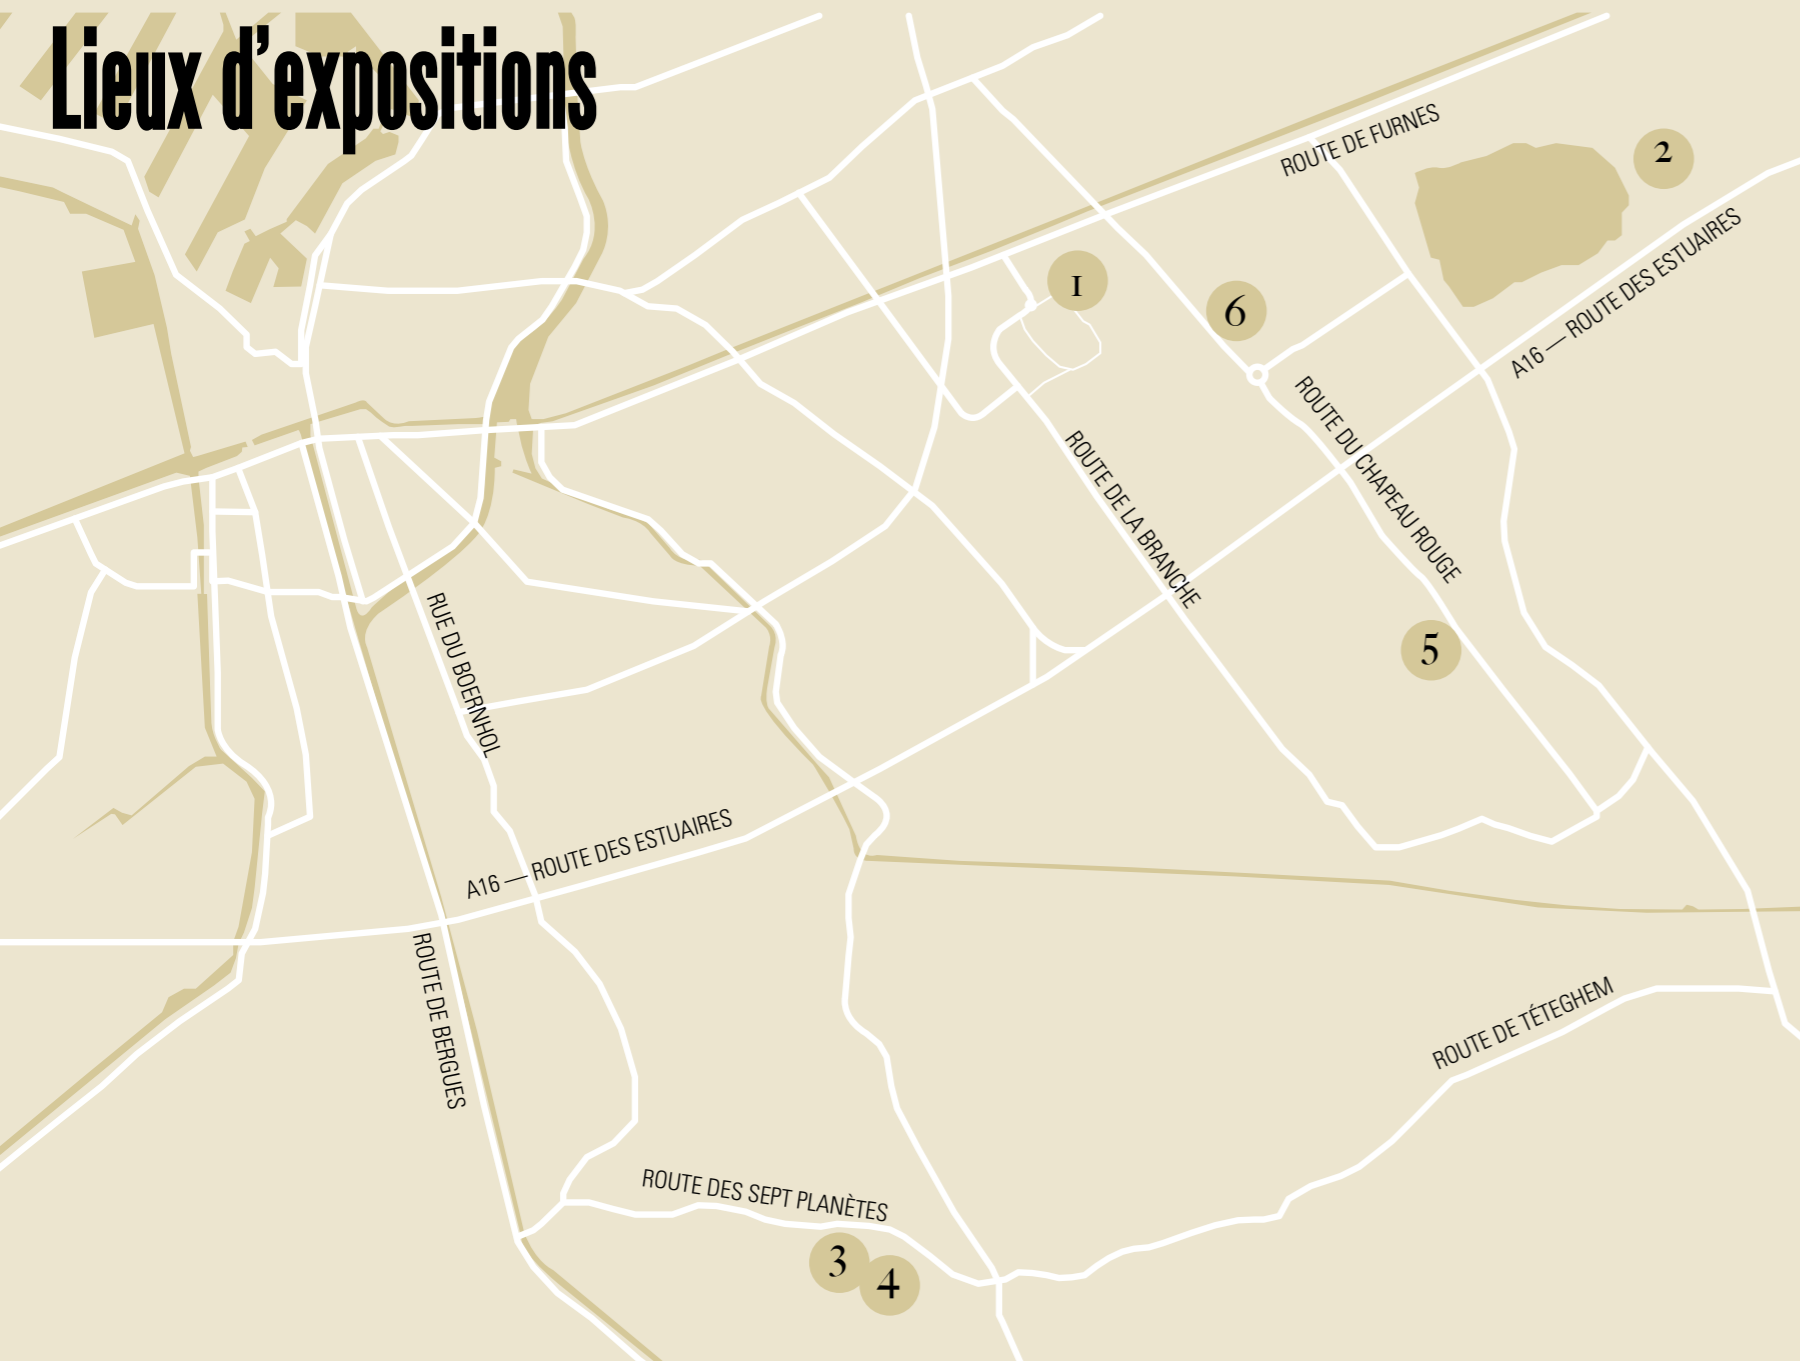 Lieux d’expositions
ROUTE DE FURNES
2
A16 — ROUTE DES ESTUAIRES
1
6
ROUTE DU CHAPEAU ROUGE
ROUTE DE LA BRANCHE
5
RUE DU BOERNHOL
A16 — ROUTE DES ESTUAIRES
ROUTE DE BERGUES
ROUTE DE TÉTEGHEM
ROUTE DES SEPT PLANÈTES
3
4